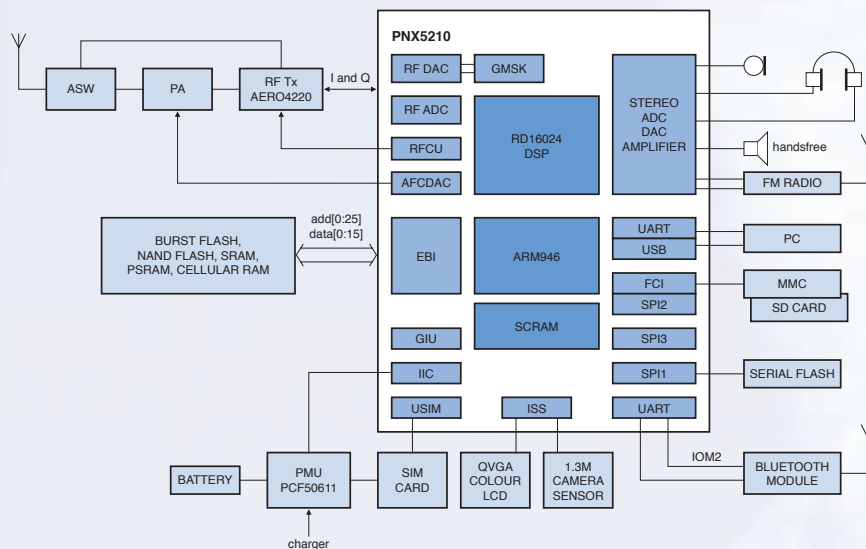 PNX5210
RF DAC
GMSK
RF Tx
AERO4220
I and Q
ASW
PA
RF ADC
RD16024
DSP
STEREO
ADC
DAC
AMPLIFIER
RFCU
handsfree
AFCDAC
FM RADIO
add[0:25]
data[0:15]
BURST FLASH,
NAND FLASH, SRAM,
PSRAM, CELLULAR RAM
EBI
ARM946
UART
USB
PC
FCI
SPI2
MMC
SD CARD
SCRAM
GIU
SPI3
IIC
SPI1
SERIAL FLASH
USIM
ISS
UART
IOM2
BATTERY
PMU
PCF50611
SIM
CARD
QVGA
COLOUR
LCD
1.3M
CAMERA
SENSOR
BLUETOOTH
MODULE
charger